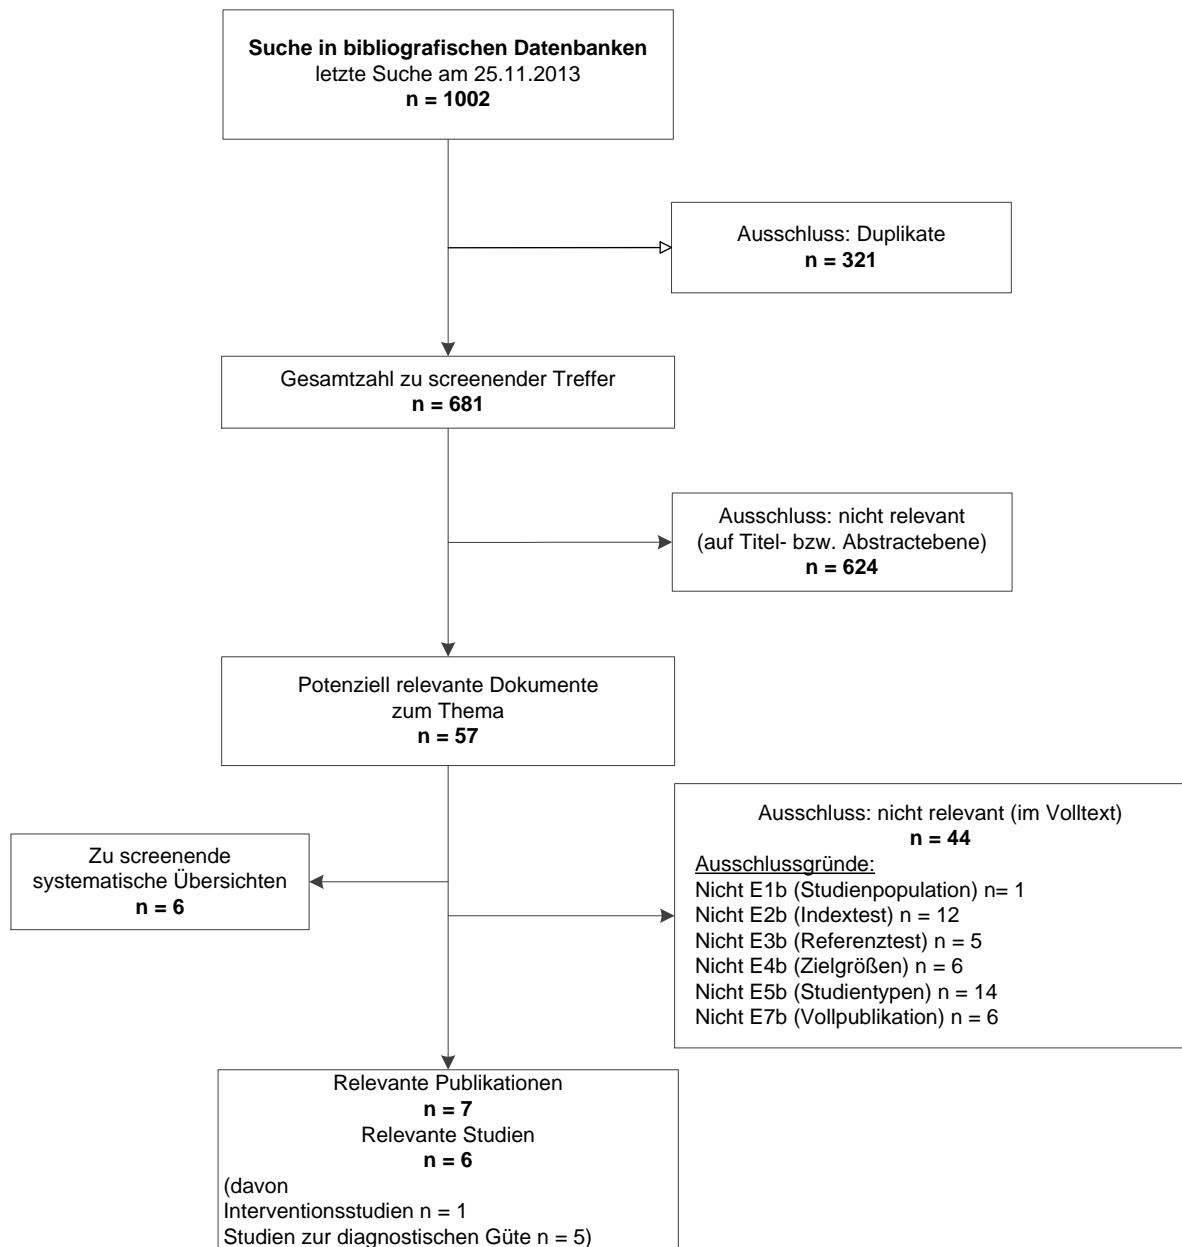 Suche in bibliografischen Datenbanken
letzte Suche am 25.11.2013
n = 1002
Ausschluss: Duplikate
n = 321
Gesamtzahl zu screenender Treffer
n = 681
Ausschluss: nicht relevant
(auf Titel- bzw. Abstractebene)
n = 624
Potenziell relevante Dokumente
zum Thema
n = 57
Zu screenende
systematische Übersichten
n = 6
Ausschluss: nicht relevant (im Volltext)
n = 44
Ausschlussgründe:
Nicht E1b (Studienpopulation) n= 1
Nicht E2b (Indextest) n = 12
Nicht E3b (Referenztest) n = 5
Nicht E4b (Zielgrößen) n = 6
Nicht E5b (Studientypen) n = 14
Nicht E7b (Vollpublikation) n = 6
Relevante Publikationen
n = 7
Relevante Studien
n = 6
(davon
Interventionsstudien n = 1
Studien zur diagnostischen Güte n = 5)